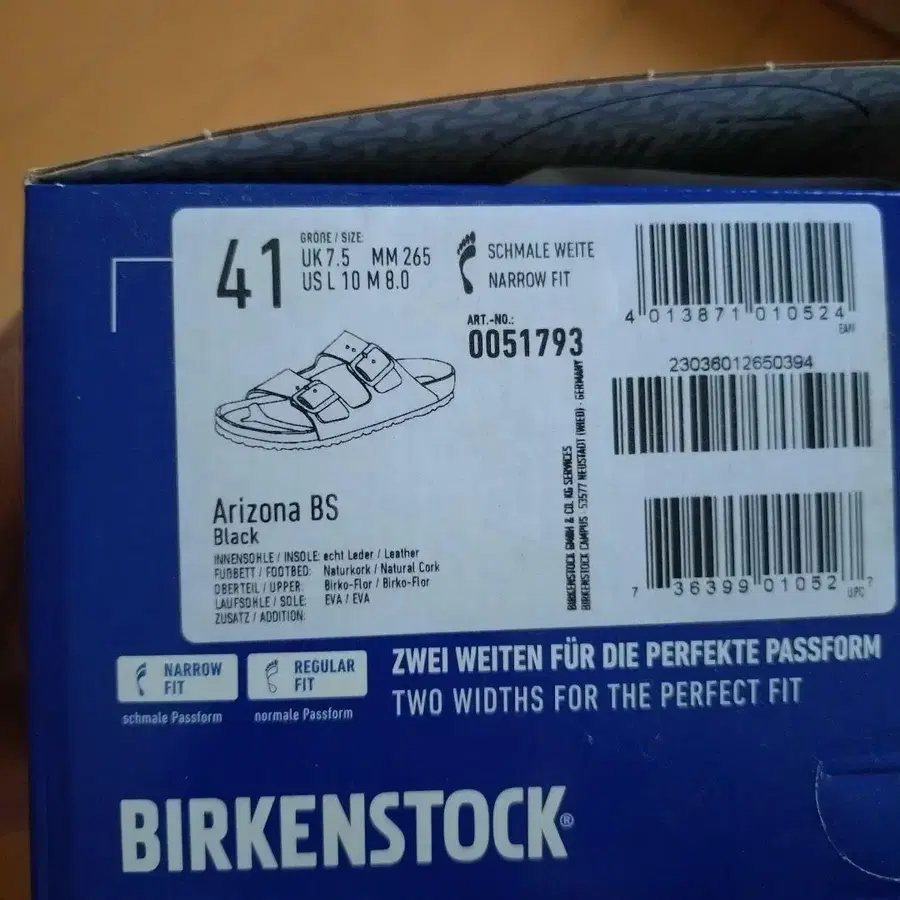 41
GRÖßE / SIZE:
UK 7.5 MM 265
US L 10 M 8.0
SCHMALE WEITE
NARROW FIT
ART.-NO.:
0051793
4 013871 010524
EAN
23036012650394
7 36399 01052 7
UPC
BIRKENSTOCK GMBH & CO. KG SERVICES
BIRKENSTOCK CAMPUS · 53577 NEUSTADT (WIED) · GERMANY
Arizona BS
Black
INNENSOHLE / INSOLE: echt Leder / Leather
FUßBETT / FOOTBED: Naturkork / Natural Cork
OBERTEIL / UPPER: Birko-Flor / Birko-Flor
LAUFSOHLE / SOLE: EVA / EVA
ZUSATZ / ADDITION:
NARROW
FIT
schmale Passform
REGULAR
FIT
normale Passform
ZWEI WEITEN FÜR DIE PERFEKTE PASSFORM
TWO WIDTHS FOR THE PERFECT FIT
BIRKENSTOCK®